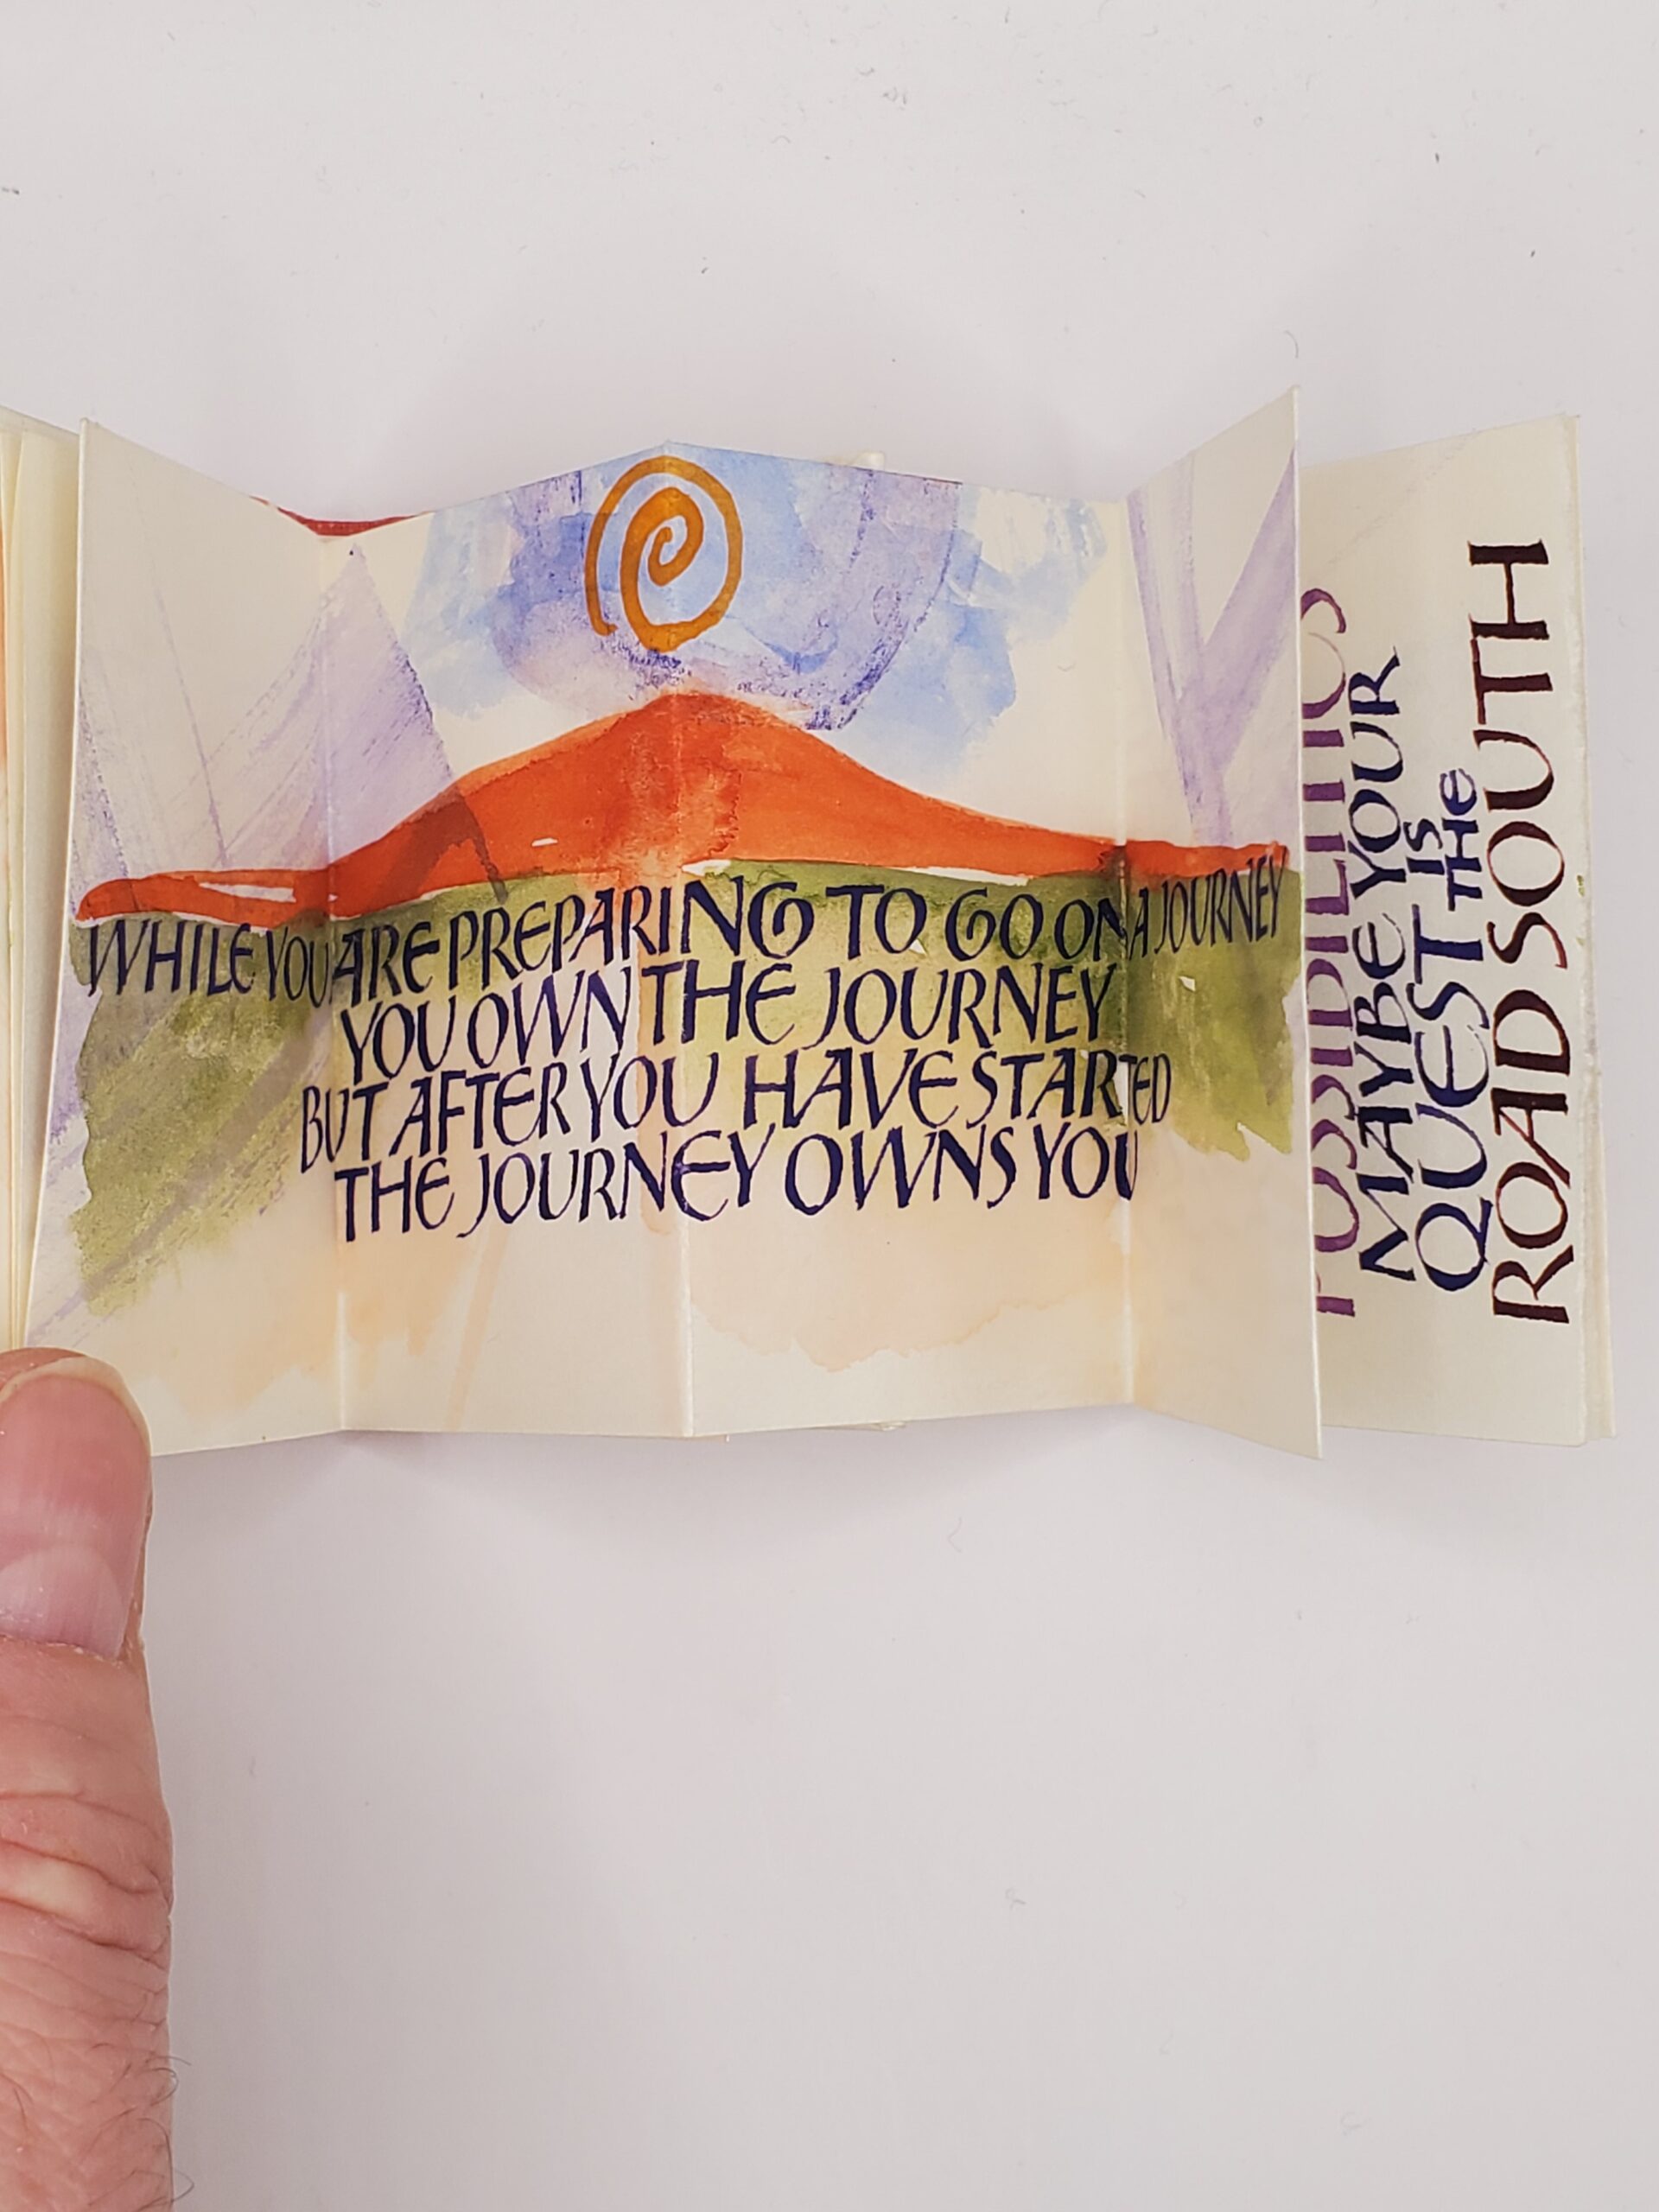 WHILE YOU ARE PREPARING TO GO ON A JOURNEY
YOU OWN THE JOURNEY
BUT AFTER YOU HAVE STARTED
THE JOURNEY OWNS YOU
MAYBE YOUR
QUEST IS THE
ROAD SOUTH